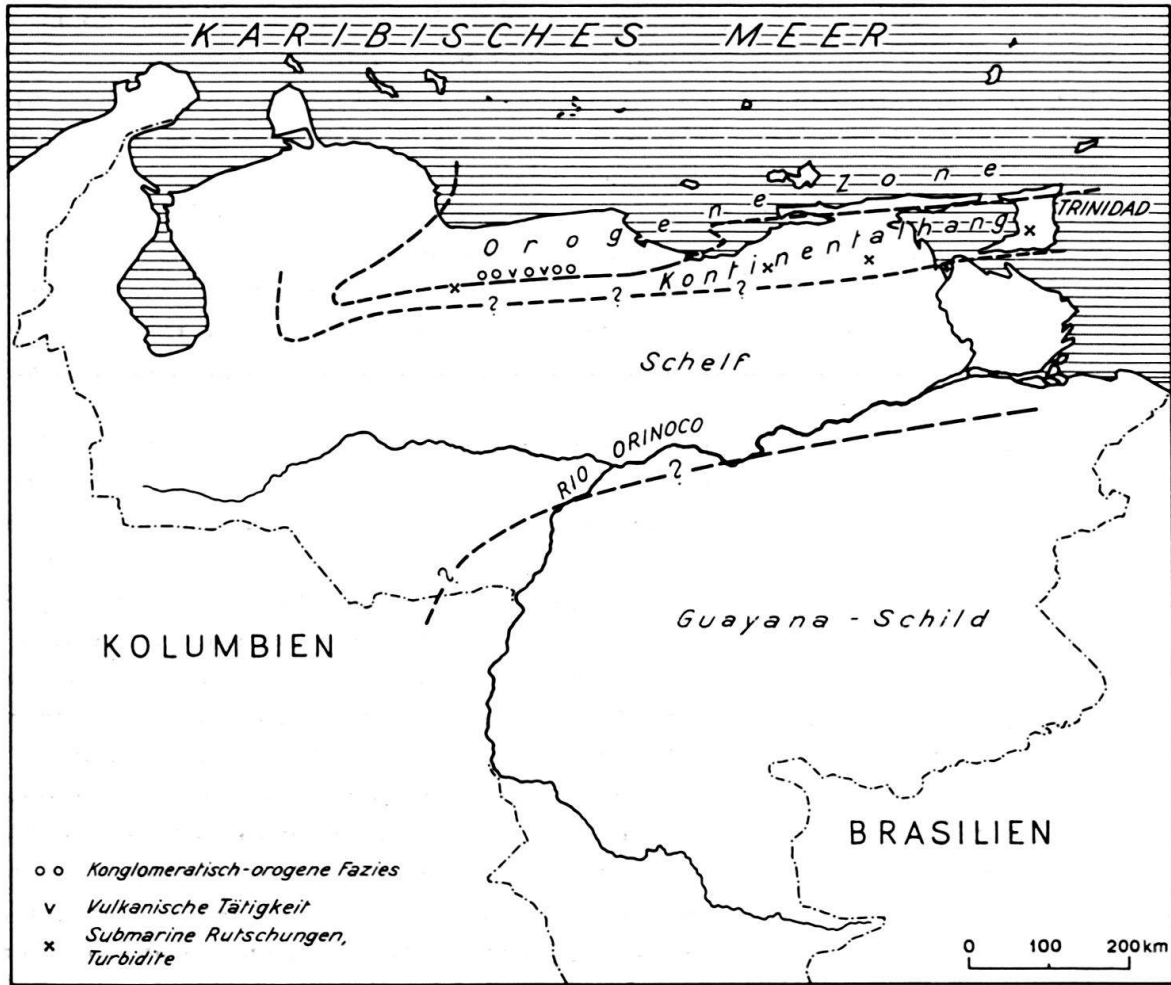 KARIBISCHES MEER
Orogene Zone
TRINIDAD
Kontinentalhang
? ? ?
Schelf
RIO ORINOCO
?
?
Guayana - Schild
KOLUMBIEN
BRASILIEN
Konglomeratisch-orogene Fazies
v Vulkanische Tätigkeit
x Submarine Rutschungen,
Turbidite
0 100 200 km